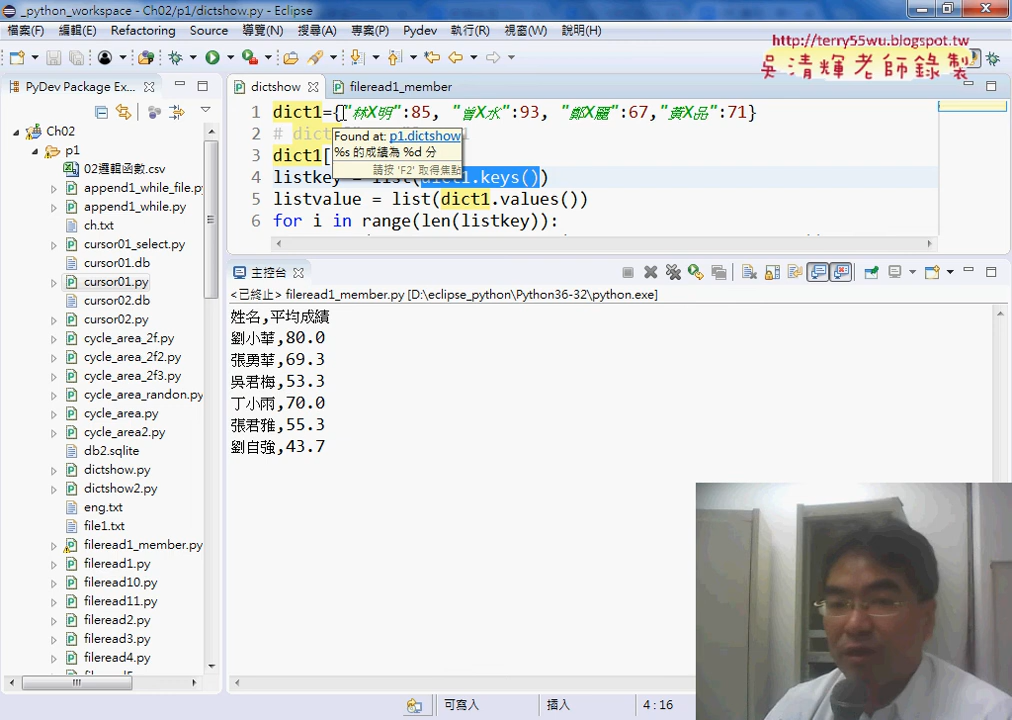 _python_workspace - Ch02/p1/dictshow.py - Eclipse
檔案(F) 編輯(E) Refactoring Source 導覽(N) 搜尋(A) 專案(P) Pydev 執行(R) 視窗(W) 說明(H)
http://terry55wu.blogspot.tw
吳清輝老師錄製
PyDev Package Ex...
dictshow
fileread1_member
Ch02
p1
02邏輯函數.csv
append1_while_file.py
append1_while.py
ch.txt
cursor01_select.py
cursor01.db
cursor01.py
cursor02.db
cursor02.py
cycle_area_2f.py
cycle_area_2f2.py
cycle_area_2f3.py
cycle_area_randon.py
cycle_area.py
cycle_area2.py
db2.sqlite
dictshow.py
dictshow2.py
eng.txt
file1.txt
fileread1_member.py
fileread1.py
fileread10.py
fileread11.py
fileread2.py
fileread3.py
fileread4.py
1 dict1={"林X明":85, "曾X水":93, "鄭X麗":67,"黃X品":71}
2 # dict
3 dict1[
4 listkey = list(dict1.keys())
5 listvalue = list(dict1.values())
6 for i in range(len(listkey)):
Found at: p1.dictshow
%s 的成績為 %d 分
請按 'F2' 取得焦點
主控台
<已終止> fileread1_member.py [D:\eclipse_python\Python36-32\python.exe]
姓名,平均成績
劉小華,80.0
張勇華,69.3
吳君梅,53.3
丁小雨,70.0
張君雅,55.3
劉自強,43.7
可寫入
插入
4:16